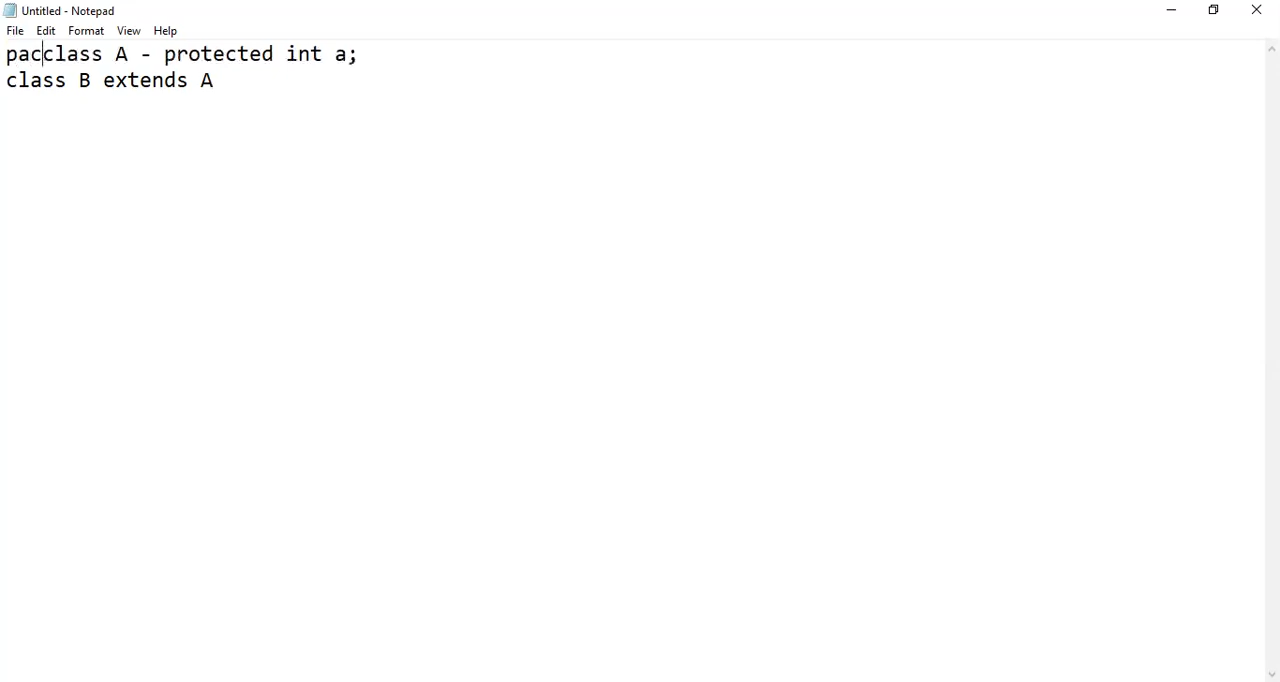 Untitled - Notepad
File Edit Format View Help
pacclass A - protected int a;
class B extends A